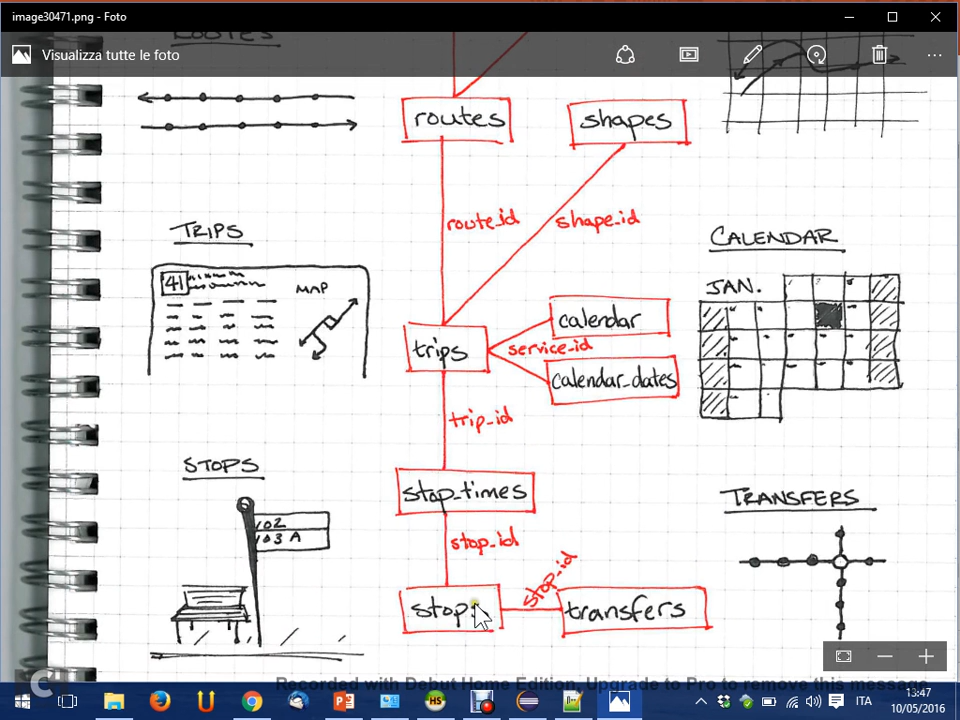 image30471.png - Foto
Visualizza tutte le foto
ROUTES
routes
shapes
route_id
shape_id
TRIPS
41
MAP
CALENDAR
JAN.
calendar
service_id
trips
calendar_dates
trip_id
STOPS
stop_times
TRANSFERS
102
103 A
stop_id
stop_id
stop
transfers
Recorded with Debut Home Edition, Upgrade to Pro to remove this message
13:47
ITA
10/05/2016